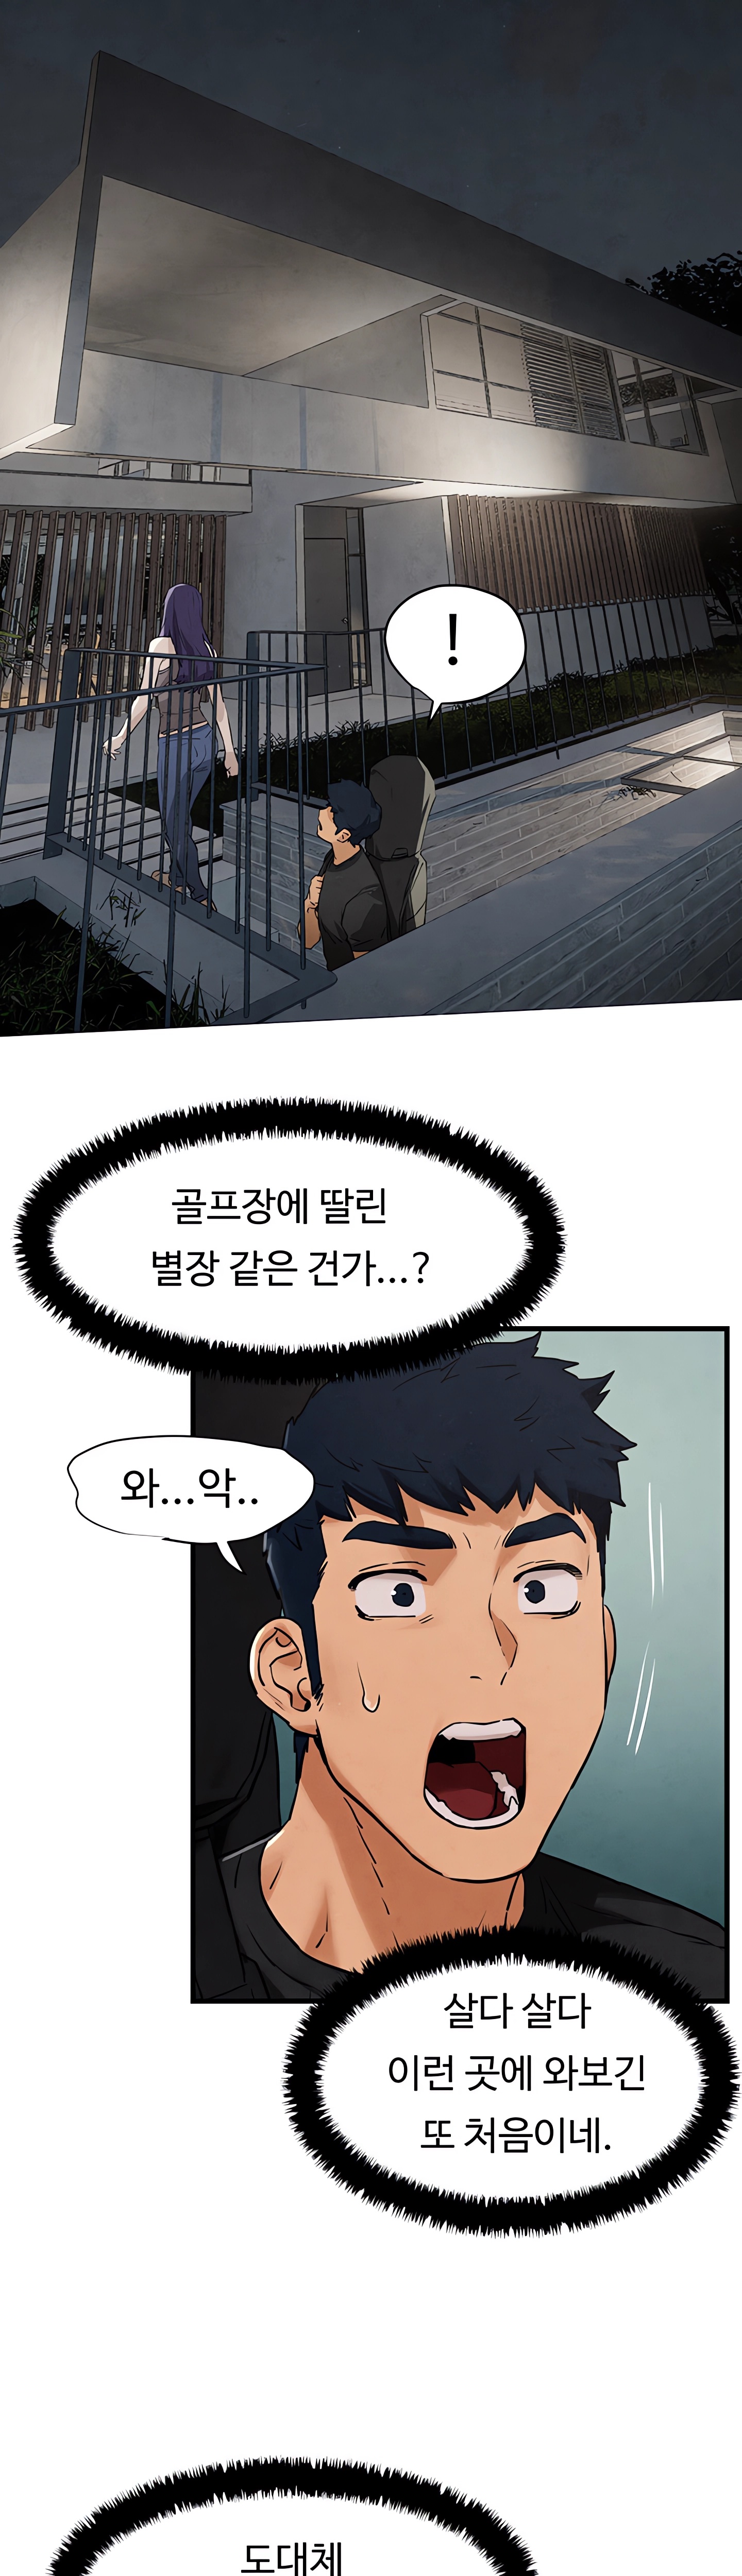 !
골프장에 딸린
별장 같은 건가...?
와...악..
살다 살다
이런 곳에 와보긴
또 처음이네.
도대체